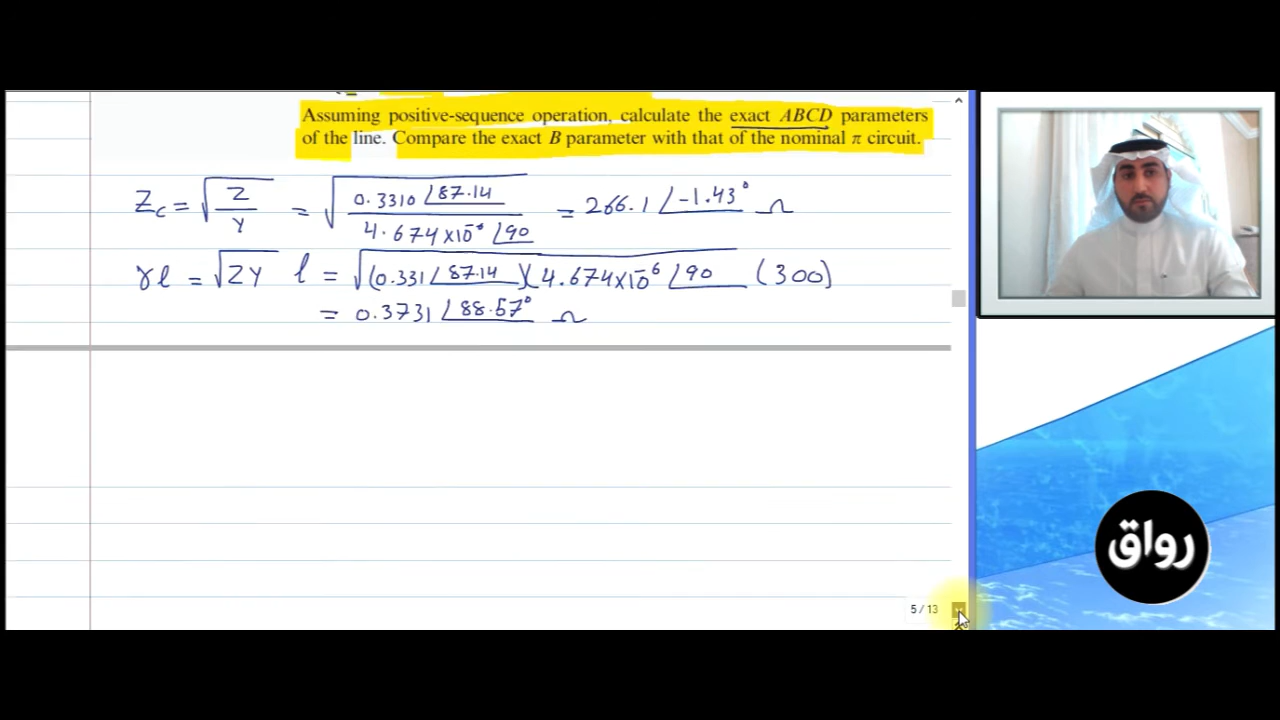 Assuming positive-sequence operation, calculate the exact ABCD parameters
of the line. Compare the exact B parameter with that of the nominal π circuit.
Zc = √(Z/Y) = √(0.3310 ∠87.14 / 4.674×10⁻⁶ ∠90) = 266.1 ∠-1.43° Ω
γl = √ZY l = √(0.331 ∠87.14)(4.674×10⁻⁶ ∠90 (300)
= 0.3731 ∠88.57° Ω
رواق
5 / 13